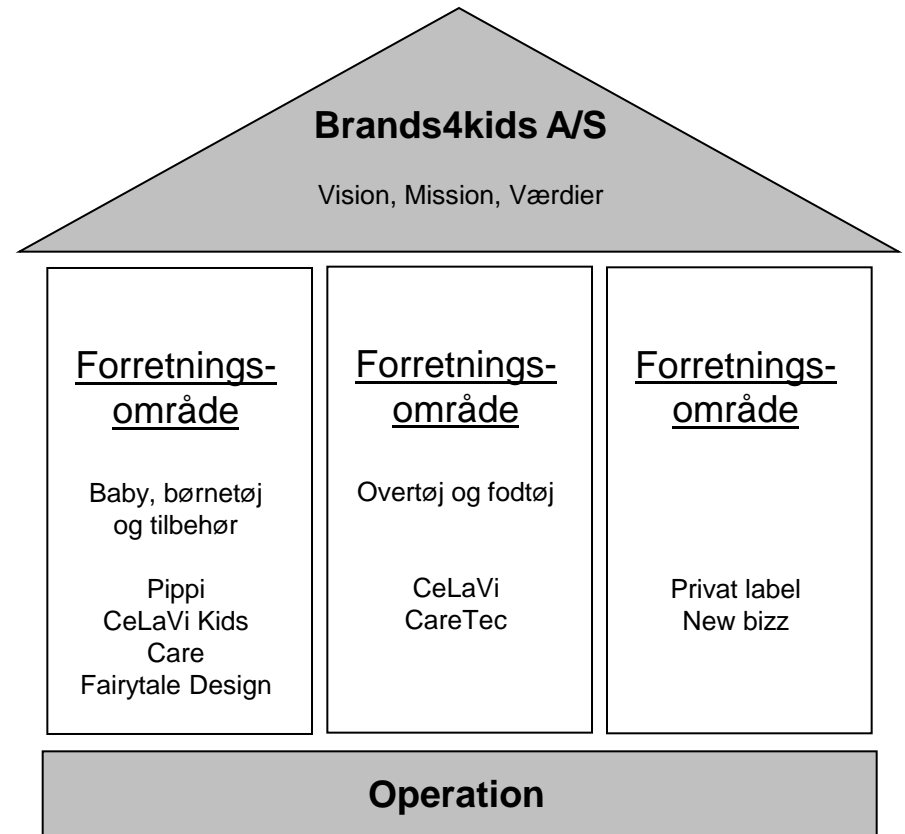 Brands4kids A/S
Vision, Mission, Værdier
Forretnings-
område
Baby, børnetøj
og tilbehør
Pippi
CeLaVi Kids
Care
Fairytale Design
Forretnings-
område
Overtøj og fodtøj
CeLaVi
CareTec
Forretnings-
område
Privat label
New bizz
Operation